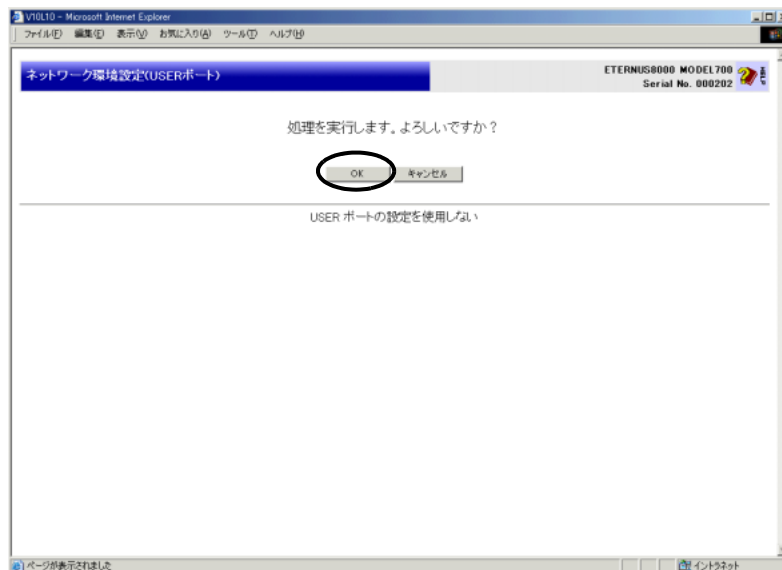 V10L10 - Microsoft Internet Explorer
ファイル(F) 編集(E) 表示(V) お気に入り(A) ツール(T) ヘルプ(H)
ネットワーク環境設定(USERポート)
ETERNUS8000 MODEL700
Serial No. 000202
処理を実行します。よろしいですか?
OK キャンセル
USER ポートの設定を使用しない
ページが表示されました
イントラネット